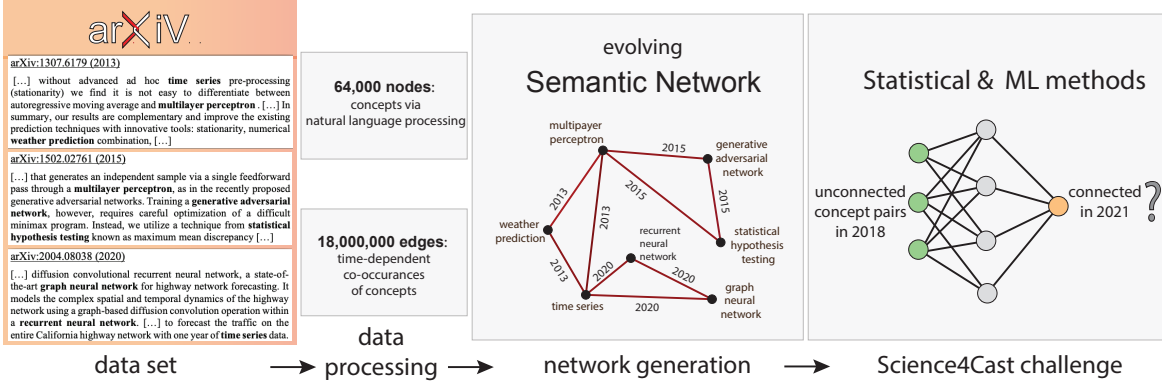 arXiv
arXiv:1307.6179 (2013)
[…] without advanced ad hoc time series pre-processing
(stationarity) we find it is not easy to differentiate between
autoregressive moving average and multilayer perceptron . […] In
summary, our results are complementary and improve the existing
prediction techniques with innovative tools: stationarity, numerical
weather prediction combination, […]
arXiv:1502.02761 (2015)
[…] that generates an independent sample via a single feedforward
pass through a multilayer perceptron, as in the recently proposed
generative adversarial networks. Training a generative adversarial
network, however, requires careful optimization of a difficult
minimax program. Instead, we utilize a technique from statistical
hypothesis testing known as maximum mean discrepancy […]
arXiv:2004.08038 (2020)
[…] diffusion convolutional recurrent neural network, a state-of-
the-art graph neural network for highway network forecasting. It
models the complex spatial and temporal dynamics of the highway
network using a graph-based diffusion convolution operation within
a recurrent neural network. […] to forecast the traffic on the
entire California highway network with one year of time series data.
data set
64,000 nodes:
concepts via
natural language processing
18,000,000 edges:
time-dependent
co-occurances
of concepts
data
processing
evolving
Semantic Network
multipayer
perceptron
generative
adversarial
network
weather
prediction
recurrent
neural
network
statistical
hypothesis
testing
time series
graph
neural
network
2015
2013
2013
2015
2015
2013
2020
2020
2020
network generation
Statistical & ML methods
unconnected
concept pairs
in 2018
connected
in 2021
?
Science4Cast challenge